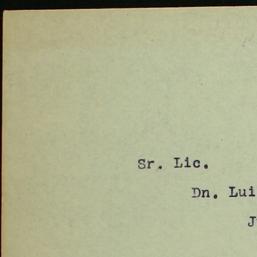 Sr. Lic.
Dn. Lui
J